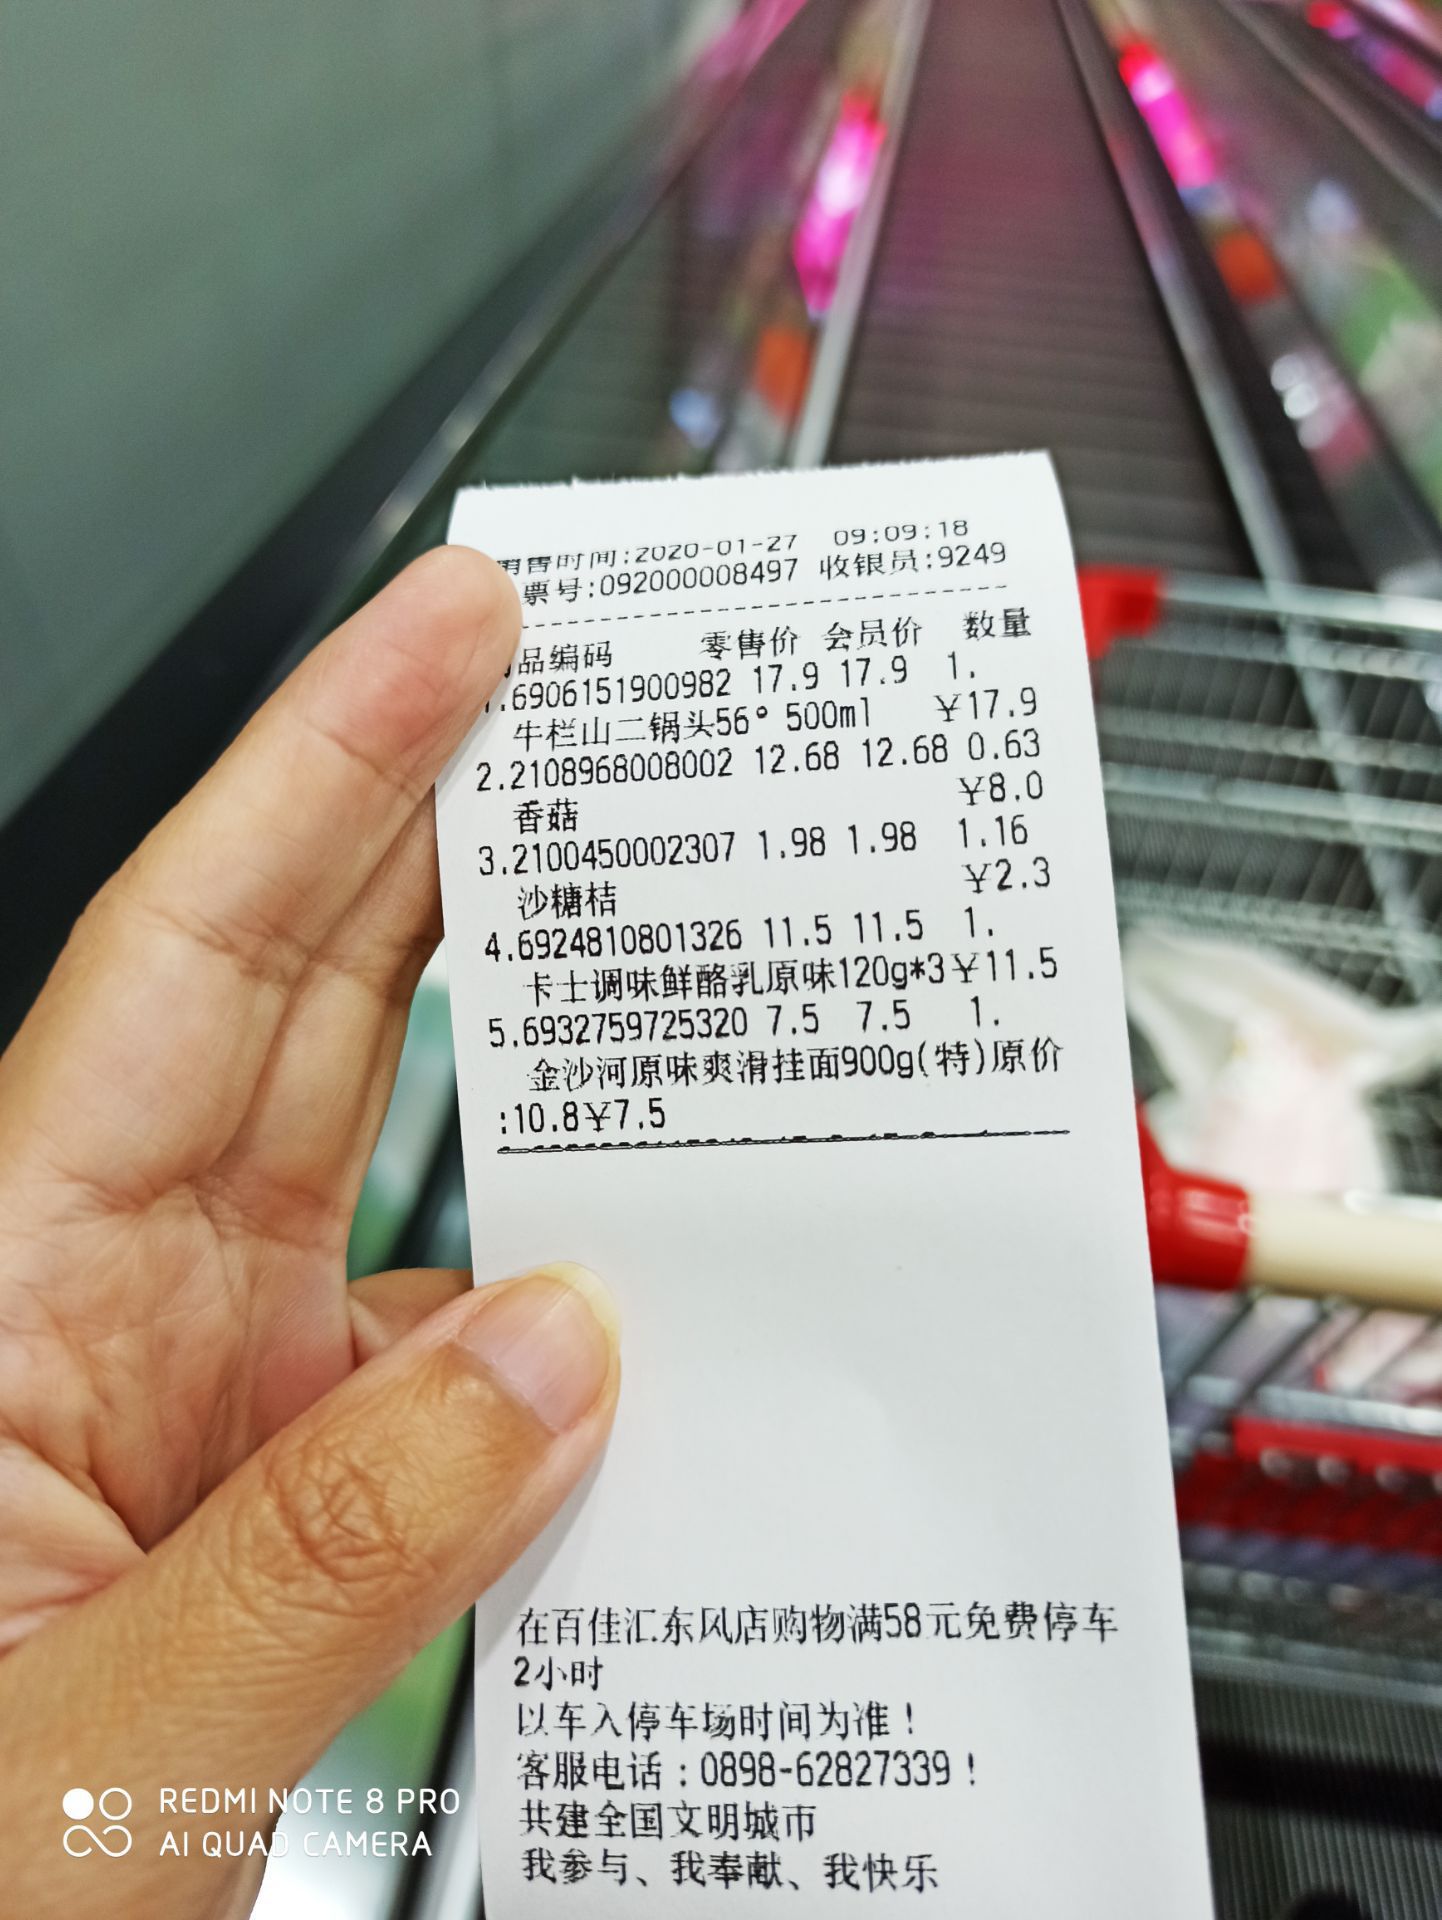 售时间:2020-01-27 09:09:18
票号:092000008497 收银员:9249
品编码 零售价 会员价 数量
1.6906151900982 17.9 17.9 1.
牛栏山二锅头56° 500ml ¥17.9
2.2108968008002 12.68 12.68 0.63
香菇 ¥8.0
3.2100450002307 1.98 1.98 1.16
沙糖桔 ¥2.3
4.6924810801326 11.5 11.5 1.
卡士调味鲜酪乳原味120g*3¥11.5
5.6932759725320 7.5 7.5 1.
金沙河原味爽滑挂面900g(特)原价
:10.8¥7.5
在百佳汇东风店购物满58元免费停车
2小时
以车入停车场时间为准！
客服电话：0898-62827339！
共建全国文明城市
我参与、我奉献、我快乐
REDMI NOTE 8 PRO
AI QUAD CAMERA